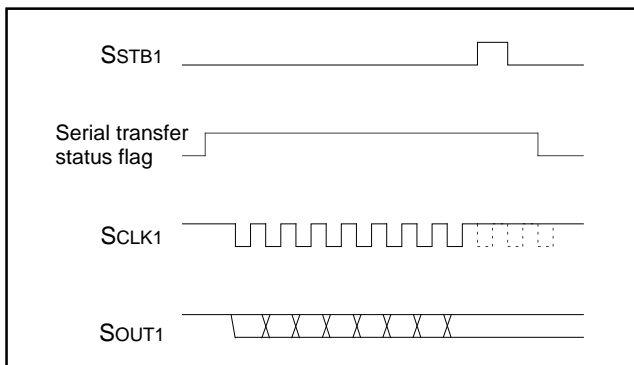 SSTB1
Serial transfer
status flag
SCLK1
SOUT1